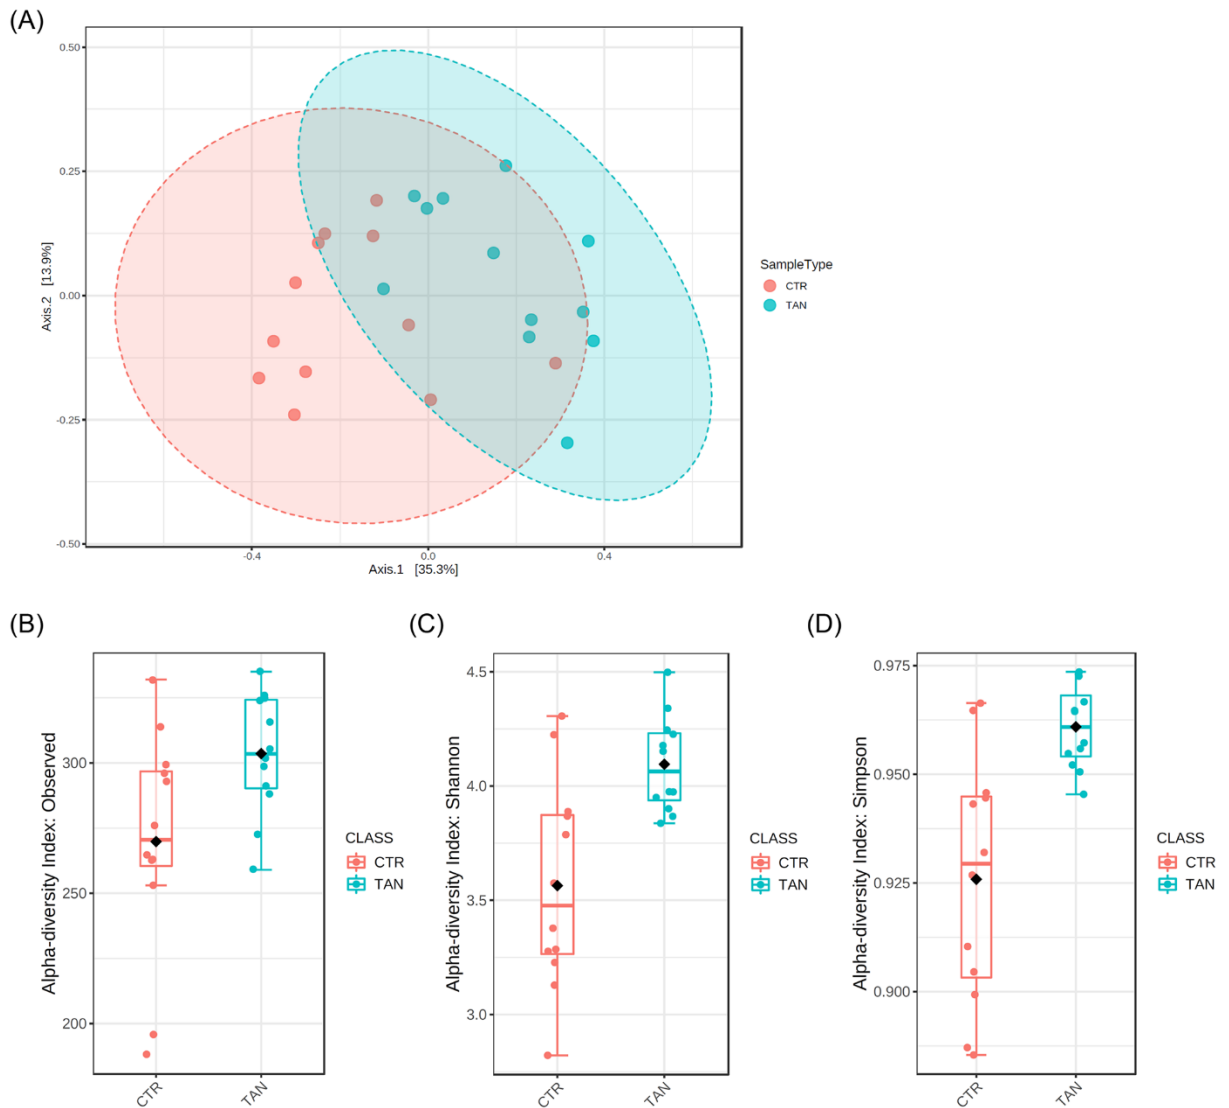 (A)
0.50
0.25
0.00
-0.25
-0.50
Axis.2 [13.9%]
-0.4
0.0
0.4
Axis.1 [35.3%]
SampleType
CTR
TAN
(B)
Alpha-diversity Index: Observed
300
250
200
CTR
TAN
CLASS
CTR
TAN
(C)
Alpha-diversity Index: Shannon
4.5
4.0
3.5
3.0
CTR
TAN
CLASS
CTR
TAN
(D)
Alpha-diversity Index: Simpson
0.975
0.950
0.925
0.900
CTR
TAN
CLASS
CTR
TAN